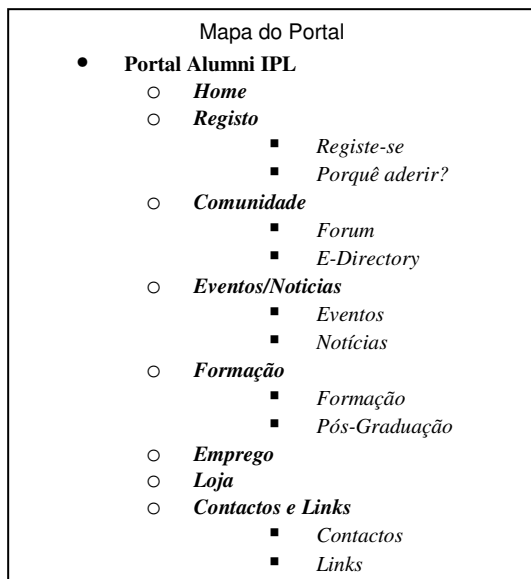 Mapa do Portal
Portal Alumni IPL
Home
Registo
Registe-se
Porquê aderir?
Comunidade
Forum
E-Directory
Eventos/Noticias
Eventos
Notícias
Formação
Formação
Pós-Graduação
Emprego
Loja
Contactos e Links
Contactos
Links